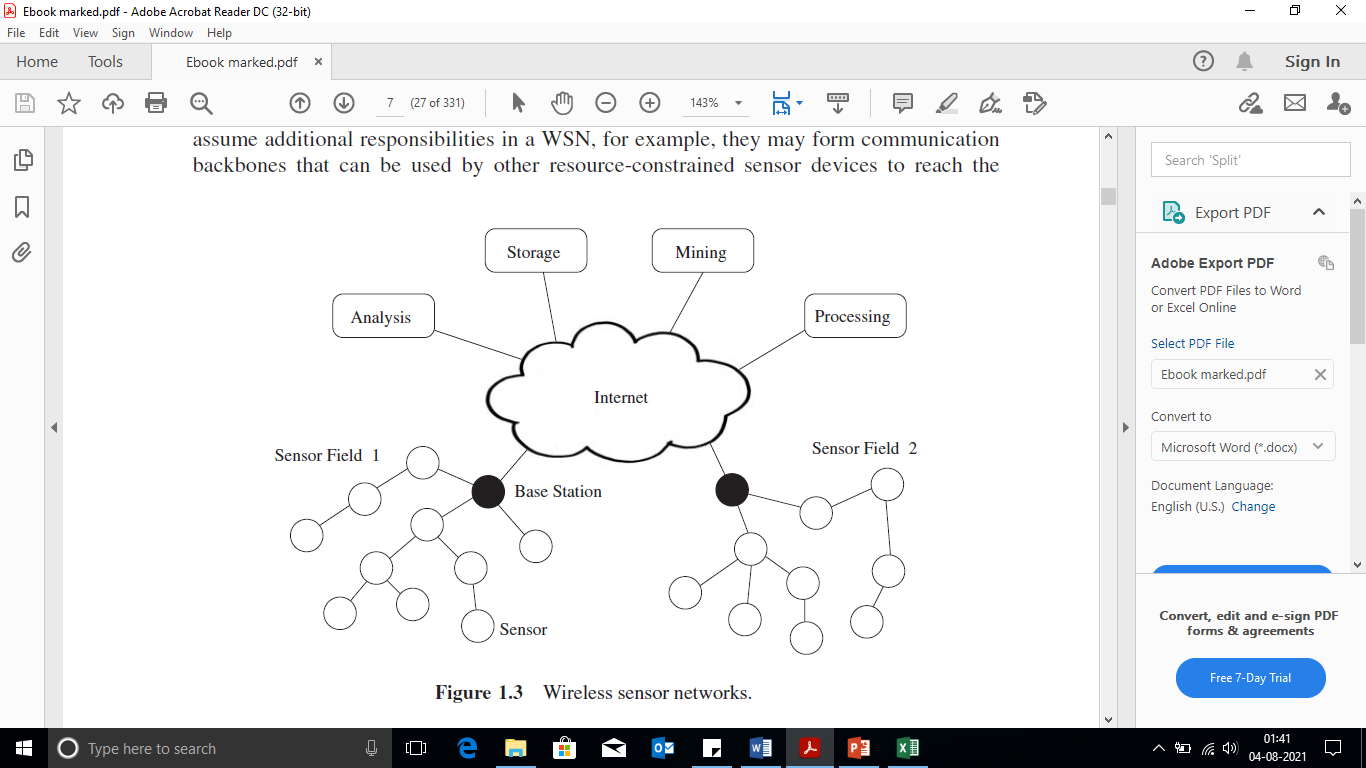 Ebook marked.pdf - Adobe Acrobat Reader DC (32-bit)
File Edit View Sign Window Help
Home Tools Ebook marked.pdf × Sign In
7 (27 of 331) 143%
assume additional responsibilities in a WSN, for example, they may form communication
backbones that can be used by other resource-constrained sensor devices to reach the
Storage Mining
Analysis Processing
Internet
Sensor Field 1 Sensor Field 2
Base Station
Sensor
Figure 1.3 Wireless sensor networks.
Search 'Split'
Export PDF
Adobe Export PDF
Convert PDF Files to Word
or Excel Online
Select PDF File
Ebook marked.pdf
Convert to
Microsoft Word (*.docx)
Document Language:
English (U.S.) Change
Convert, edit and e-sign PDF
forms & agreements
Free 7-Day Trial
Type here to search
01:41
04-08-2021